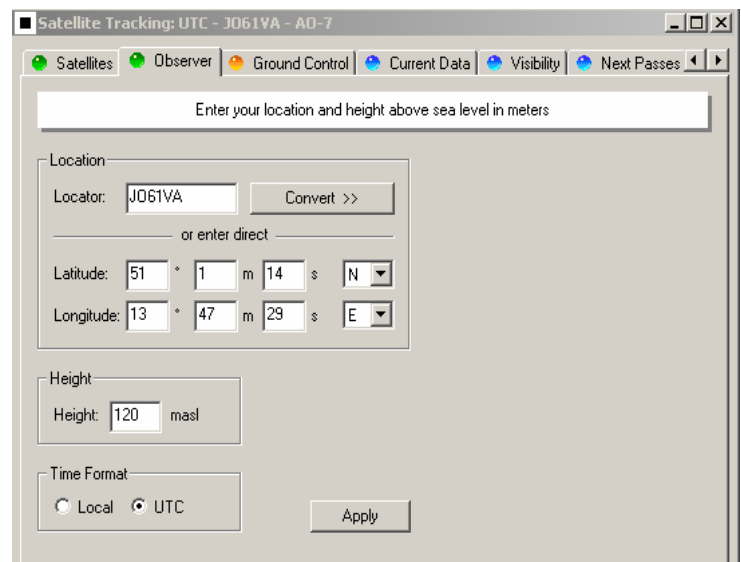 Satellite Tracking: UTC - JO61VA - AO-7
Satellites Observer Ground Control Current Data Visibility Next Passes
Enter your location and height above sea level in meters
Location
Locator: JO61VA Convert >>
or enter direct
Latitude: 51 ° 1 m 14 s N
Longitude: 13 ° 47 m 29 s E
Height
Height: 120 masl
Time Format
Local UTC
Apply